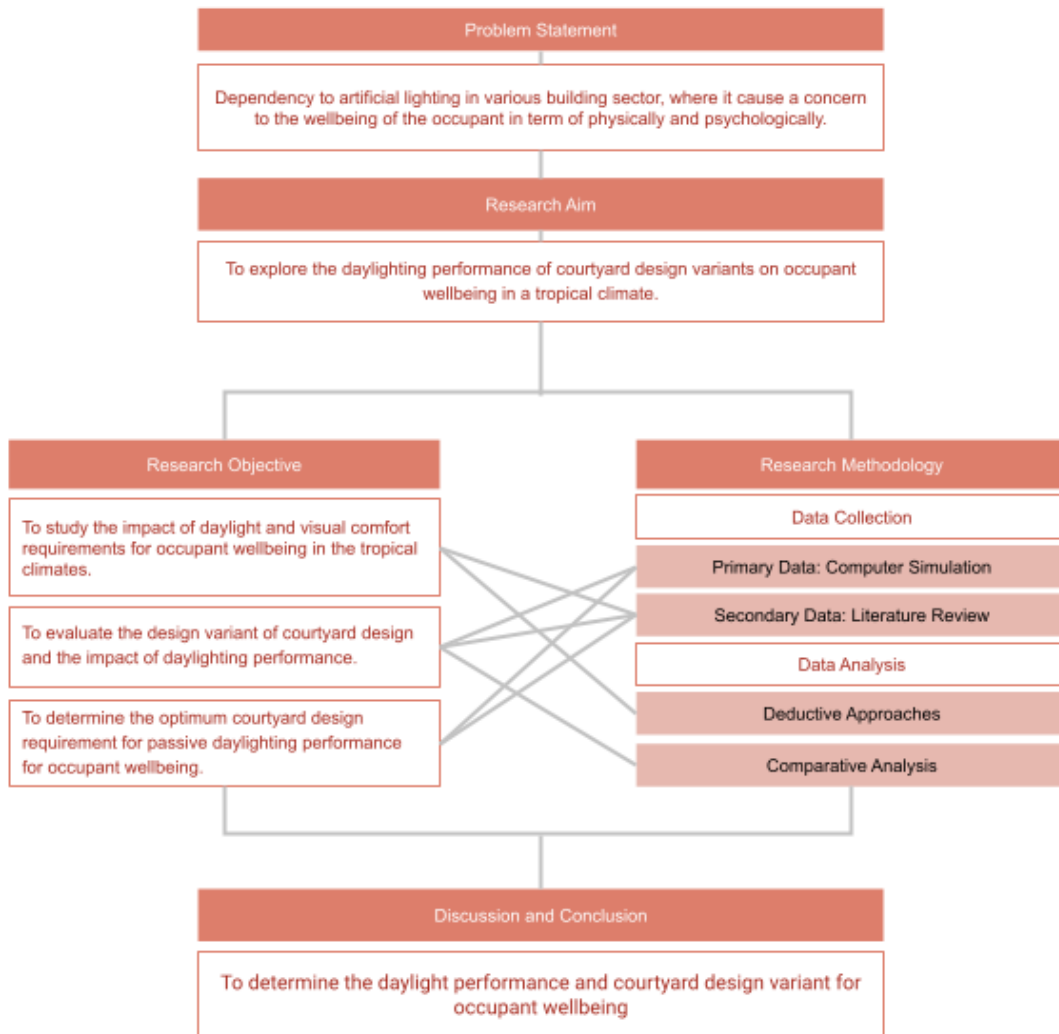 Problem Statement
Dependency to artificial lighting in various building sector, where it cause a concern
to the wellbeing of the occupant in term of physically and psychologically.
Research Aim
To explore the daylighting performance of courtyard design variants on occupant
wellbeing in a tropical climate.
Research Objective
To study the impact of daylight and visual comfort
requirements for occupant wellbeing in the tropical
climates.
To evaluate the design variant of courtyard design
and the impact of daylighting performance.
To determine the optimum courtyard design
requirement for passive daylighting performance
for occupant wellbeing.
Research Methodology
Data Collection
Primary Data: Computer Simulation
Secondary Data: Literature Review
Data Analysis
Deductive Approaches
Comparative Analysis
Discussion and Conclusion
To determine the daylight performance and courtyard design variant for
occupant wellbeing